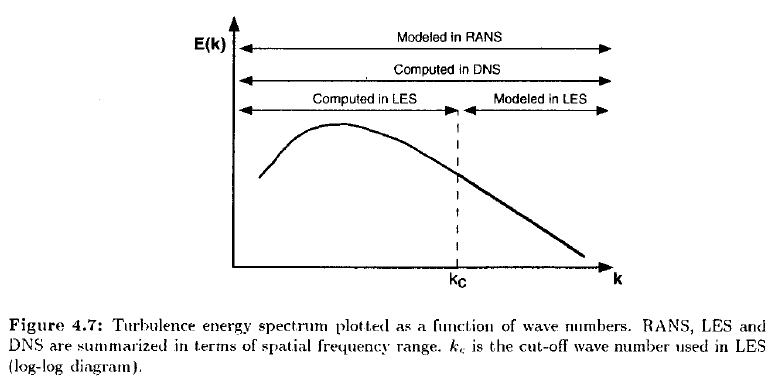 E(k)
Modeled in RANS
Computed in DNS
Computed in LES
Modeled in LES
kc
k
Figure 4.7: Turbulence energy spectrum plotted as a function of wave numbers. RANS, LES and
DNS are summarized in terms of spatial frequency range. kc is the cut-off wave number used in LES
(log-log diagram).